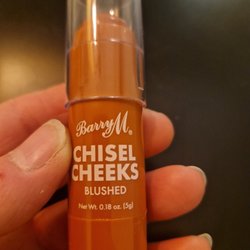 Barry M®
CHISEL
CHEEKS
BLUSHED
Net Wt. 0.18 oz. (5g)